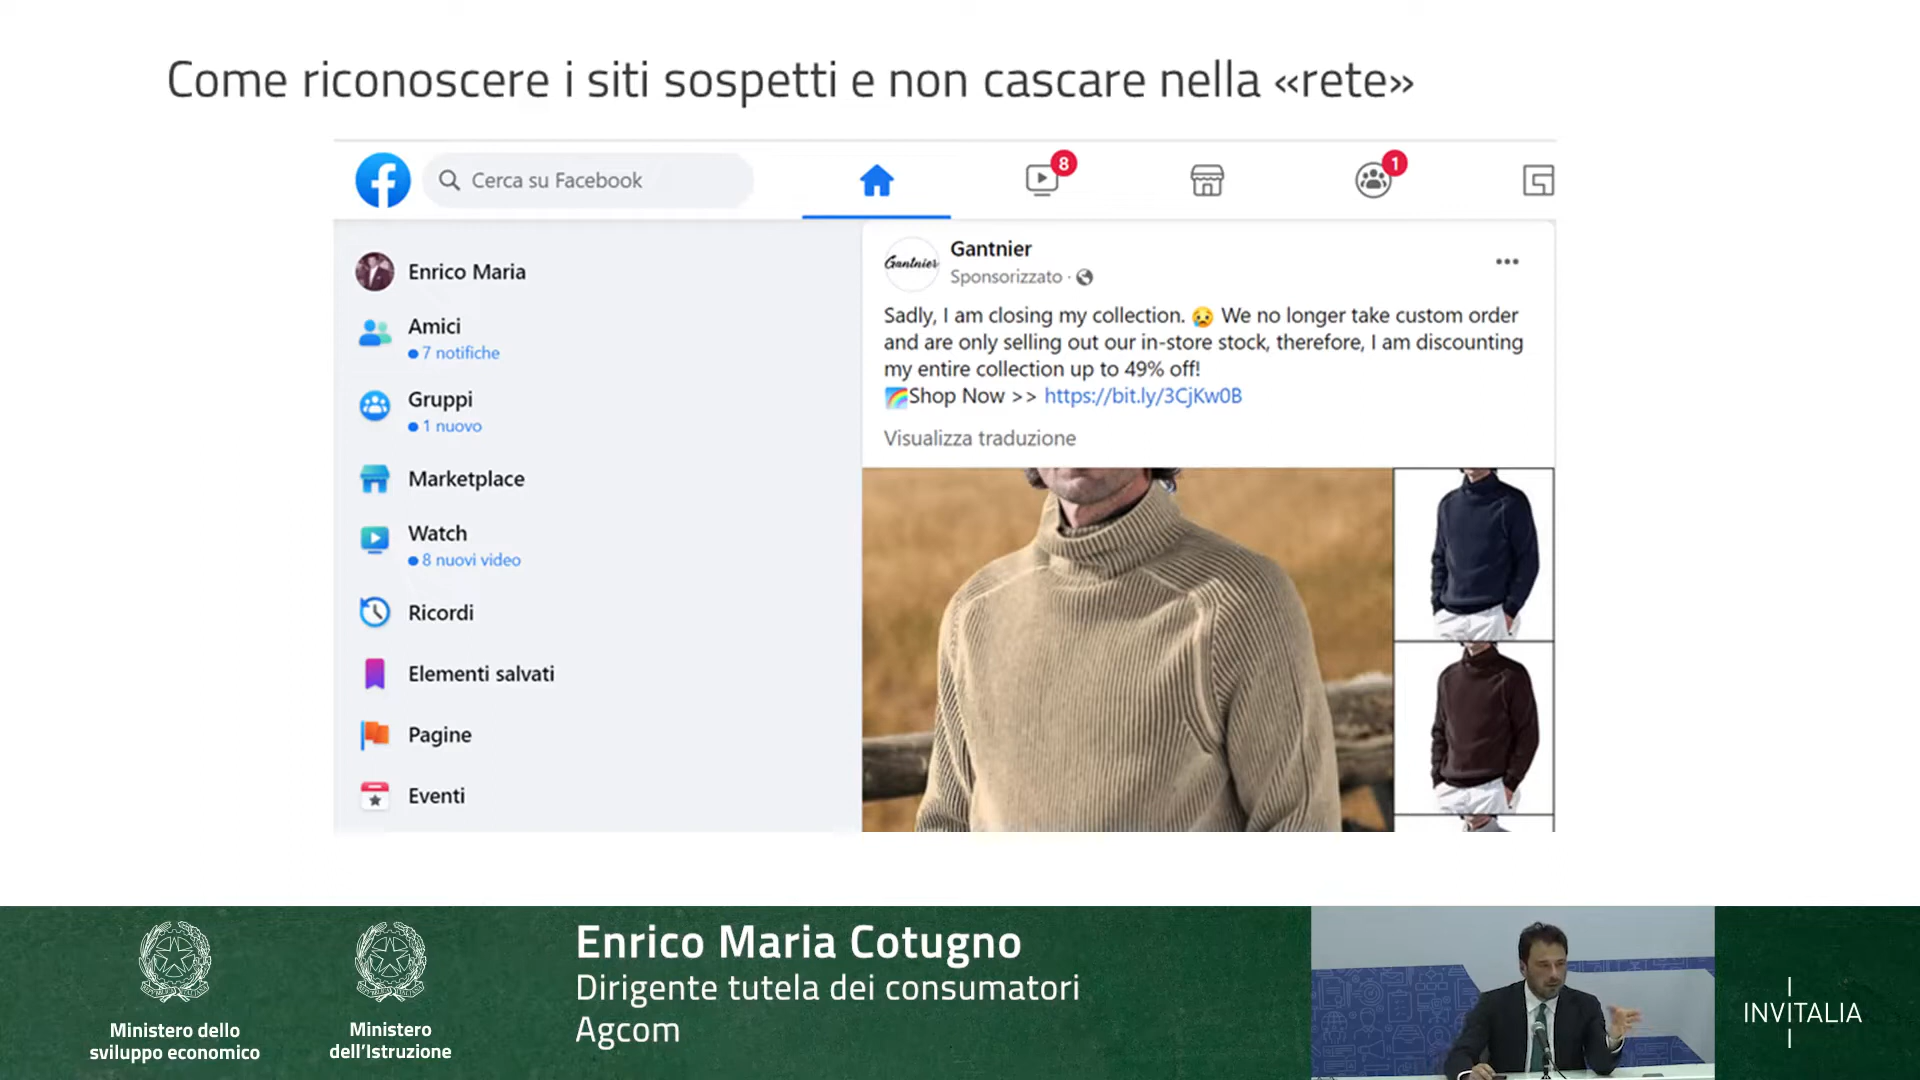 Come riconoscere i siti sospetti e non cascare nella «rete»
Cerca su Facebook
8
1
Enrico Maria
Amici
7 notifiche
Gruppi
1 nuovo
Marketplace
Watch
8 nuovi video
Ricordi
Elementi salvati
Pagine
Eventi
Gantnier
Gantnier
Sponsorizzato ·
Sadly, I am closing my collection. 😥 We no longer take custom order
and are only selling out our in-store stock, therefore, I am discounting
my entire collection up to 49% off!
🌈Shop Now >> https://bit.ly/3CjKw0B
Visualizza traduzione
Ministero dello
sviluppo economico
Ministero
dell'Istruzione
Enrico Maria Cotugno
Dirigente tutela dei consumatori
Agcom
INVITALIA